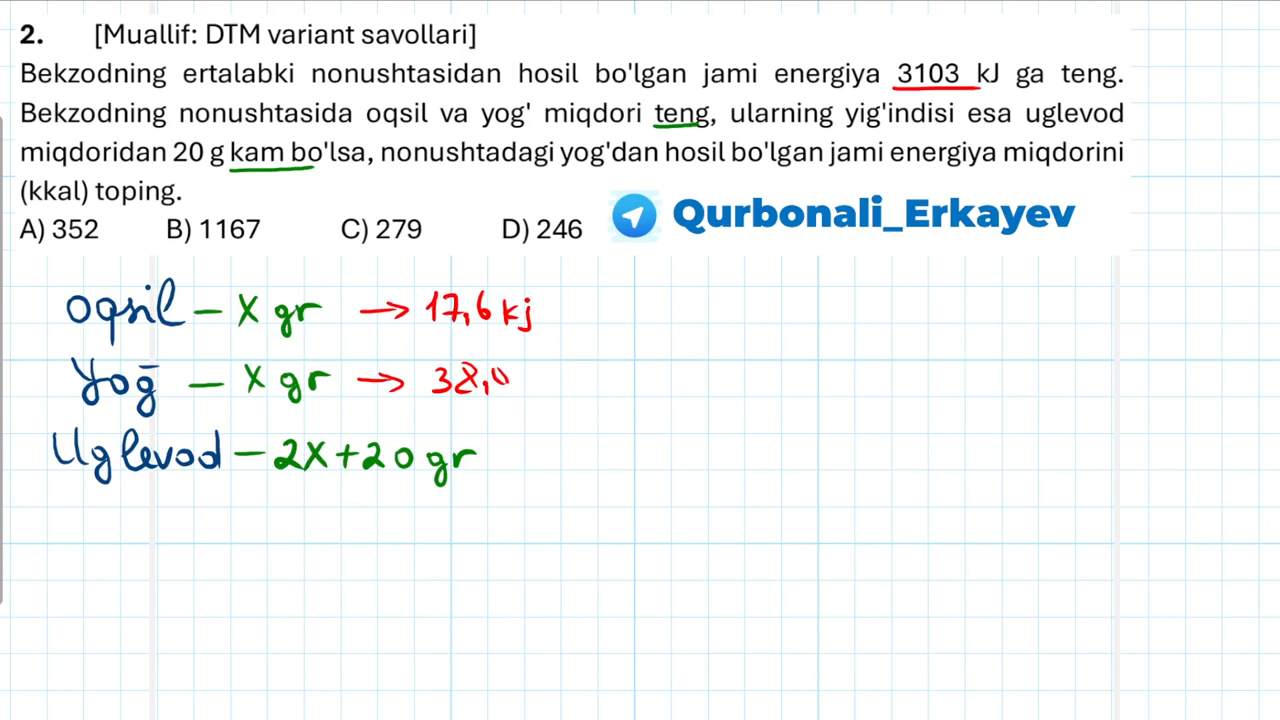 2. [Muallif: DTM variant savollari]
Bekzodning ertalabki nonushtasidan hosil bo'lgan jami energiya 3103 kJ ga teng.
Bekzodning nonushtasida oqsil va yog' miqdori teng, ularning yig'indisi esa uglevod
miqdoridan 20 g kam bo'lsa, nonushtadagi yog'dan hosil bo'lgan jami energiya miqdorini
(kkal) toping.
A) 352 B) 1167 C) 279 D) 246
Qurbonali_Erkayev
oqsil – x gr → 17,6 kj
yoḡ – x gr → 38,9
Uglevod – 2x+20 gr